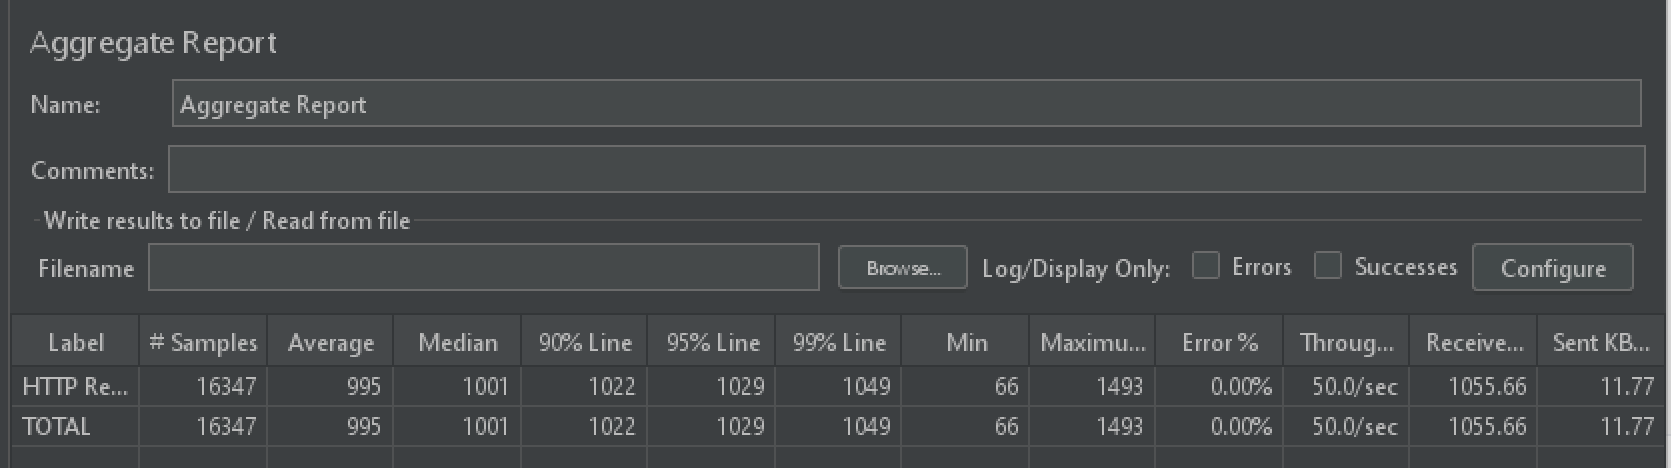 Aggregate Report
Name: Aggregate Report
Comments:
Write results to file / Read from file
Filename Browse... Log/Display Only: Errors Successes Configure
Label # Samples Average Median 90% Line 95% Line 99% Line Min Maximu... Error % Throug... Receive... Sent KB...
HTTP Re... 16347 995 1001 1022 1029 1049 66 1493 0.00% 50.0/sec 1055.66 11.77
TOTAL 16347 995 1001 1022 1029 1049 66 1493 0.00% 50.0/sec 1055.66 11.77